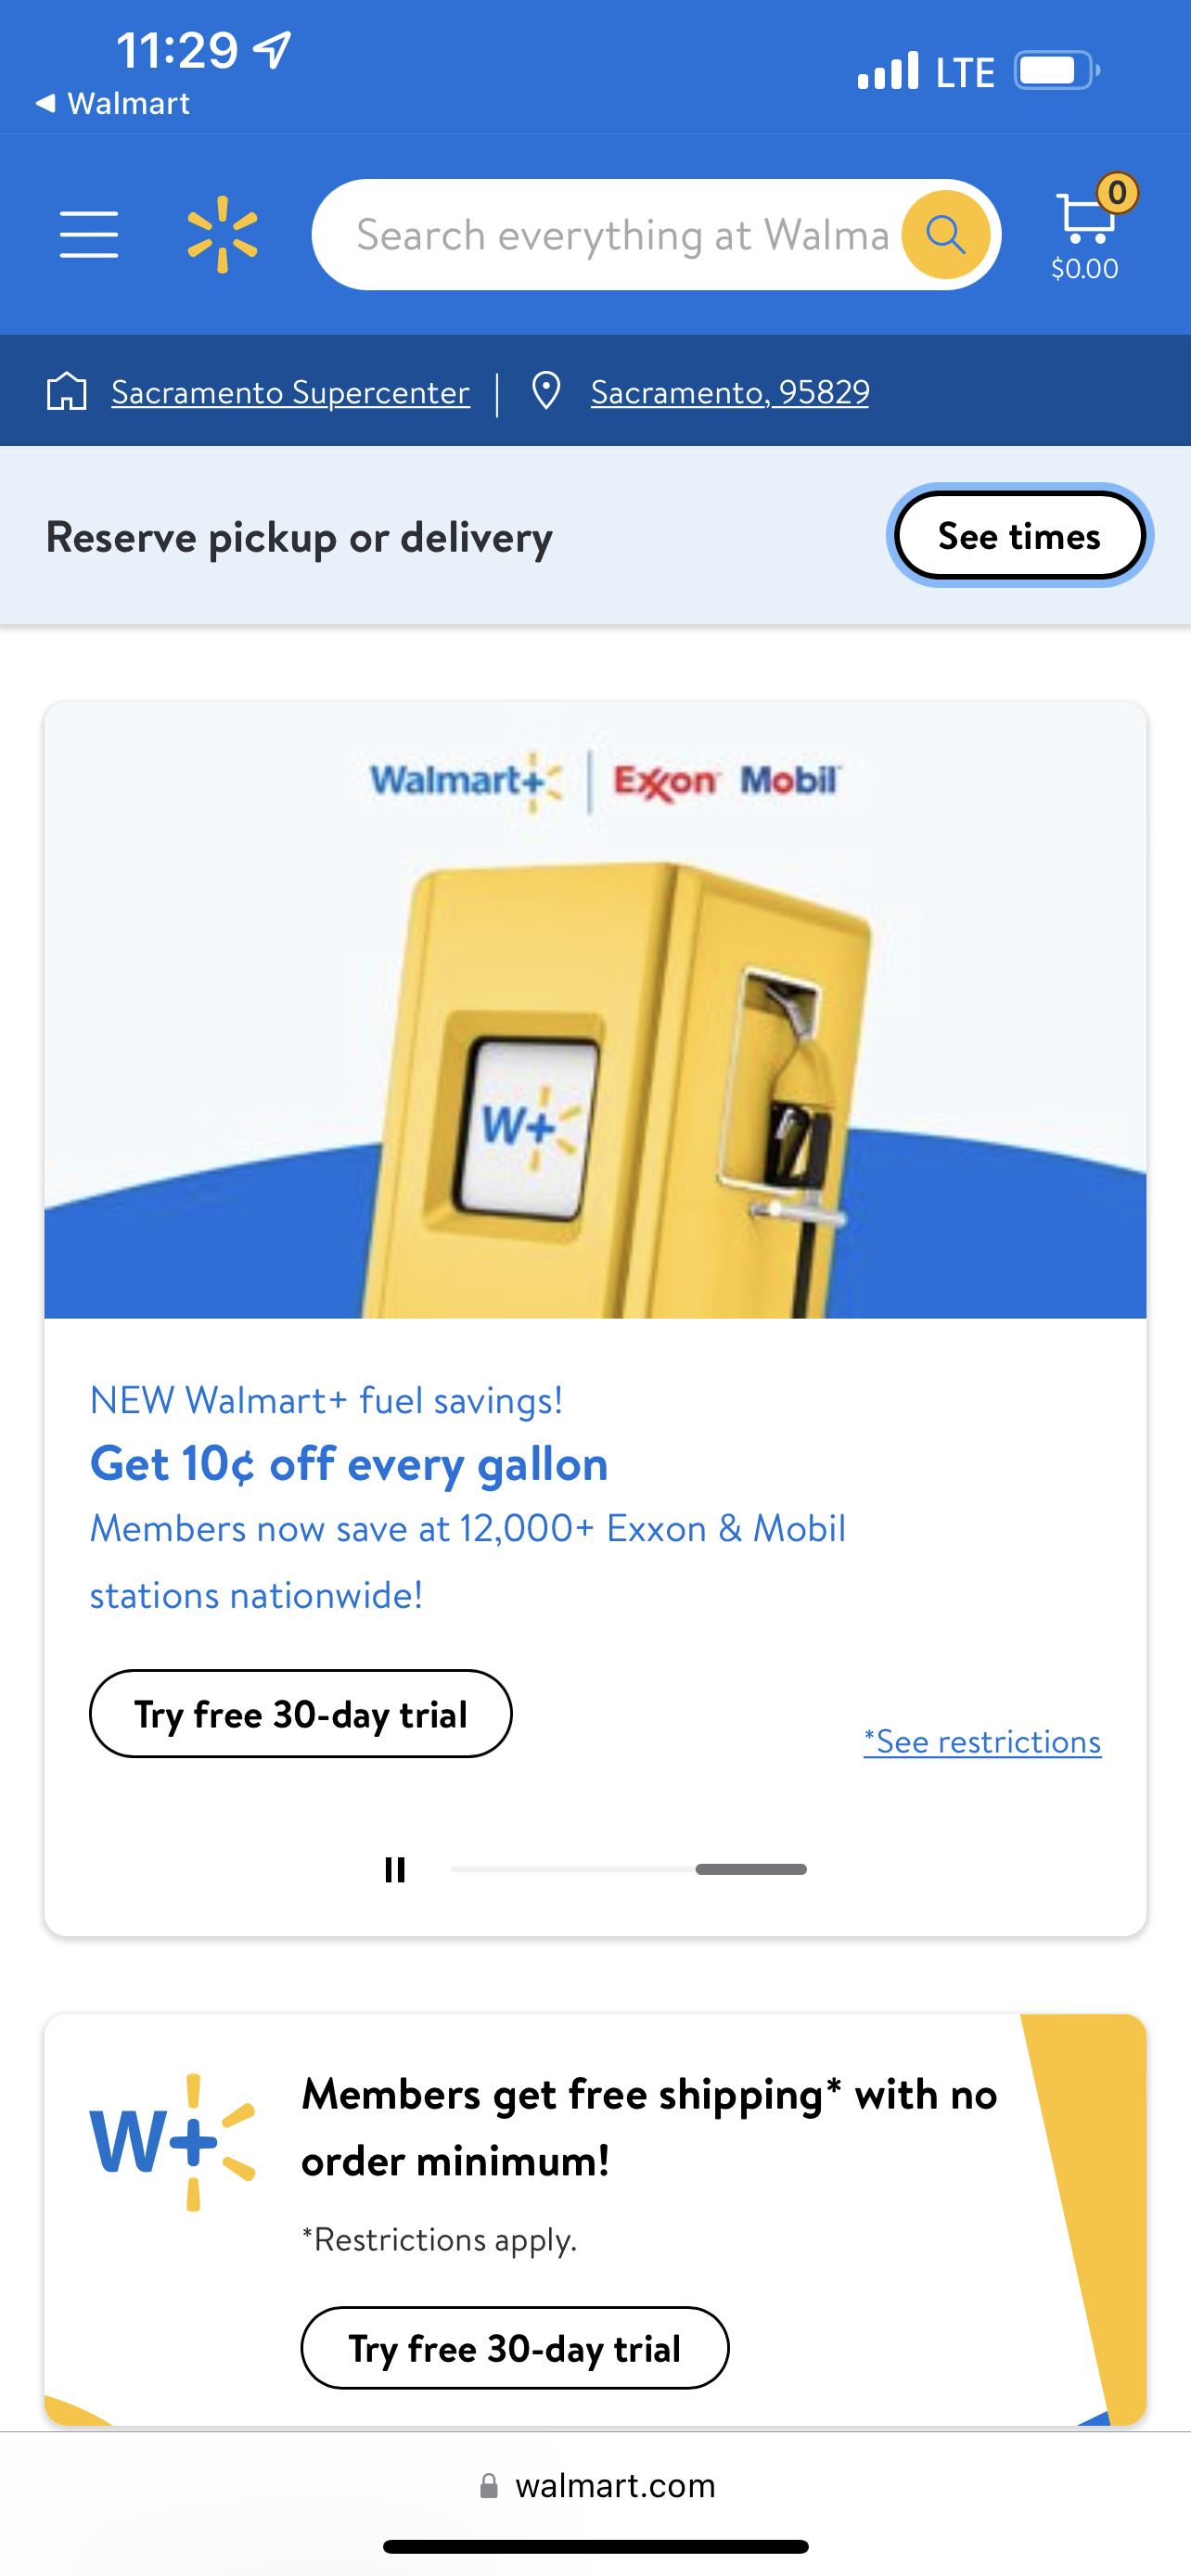 11:29
Walmart
LTE
Search everything at Walma
0
$0.00
Sacramento Supercenter
Sacramento, 95829
Reserve pickup or delivery
See times
Walmart+ Exxon Mobil
W+
NEW Walmart+ fuel savings!
Get 10¢ off every gallon
Members now save at 12,000+ Exxon & Mobil
stations nationwide!
Try free 30-day trial
*See restrictions
W+
Members get free shipping* with no
order minimum!
*Restrictions apply.
Try free 30-day trial
walmart.com